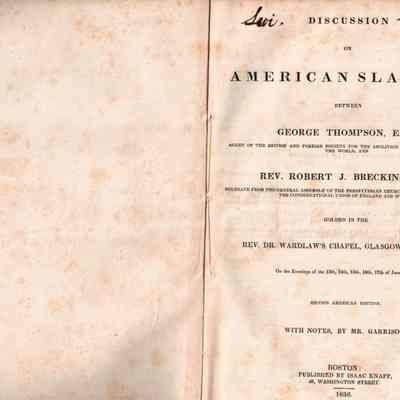 DISCUSSION
ON
AMERICAN SLA
BETWEEN
GEORGE THOMPSON, E
AGENT OF THE BRITISH AND FOREIGN SOCIETY FOR THE ABOLITION
THE WORLD, AND
REV. ROBERT J. BRECKIN
DELEGATE FROM THE GENERAL ASSEMBLY OF THE PRESBYTERIAN CHURC
THE CONGREGATIONAL UNION OF ENGLAND AND W
HOLDEN IN THE
REV. DR. WARDLAW'S CHAPEL, GLASGOW
On the Evenings of the 13th, 14th, 15th, 16th, 17th of June
SECOND AMERICAN EDITION.
WITH NOTES, BY MR. GARRISO
BOSTON:
PUBLISHED BY ISAAC KNAPP,
46, WASHINGTON STREET.
1836.